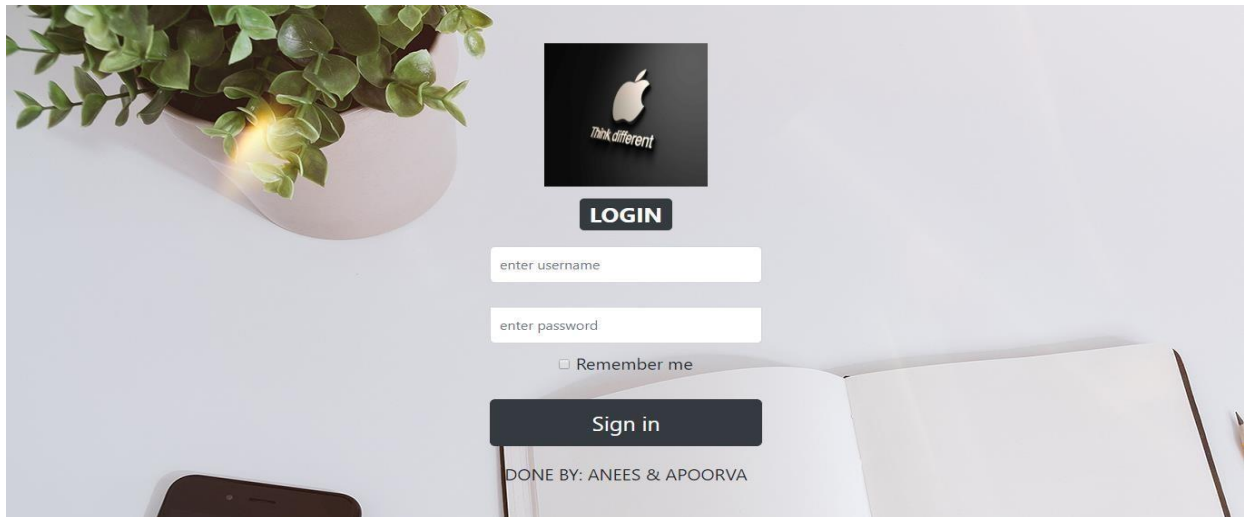 Think different
LOGIN
enter username
enter password
Remember me
Sign in
DONE BY: ANEES & APOORVA